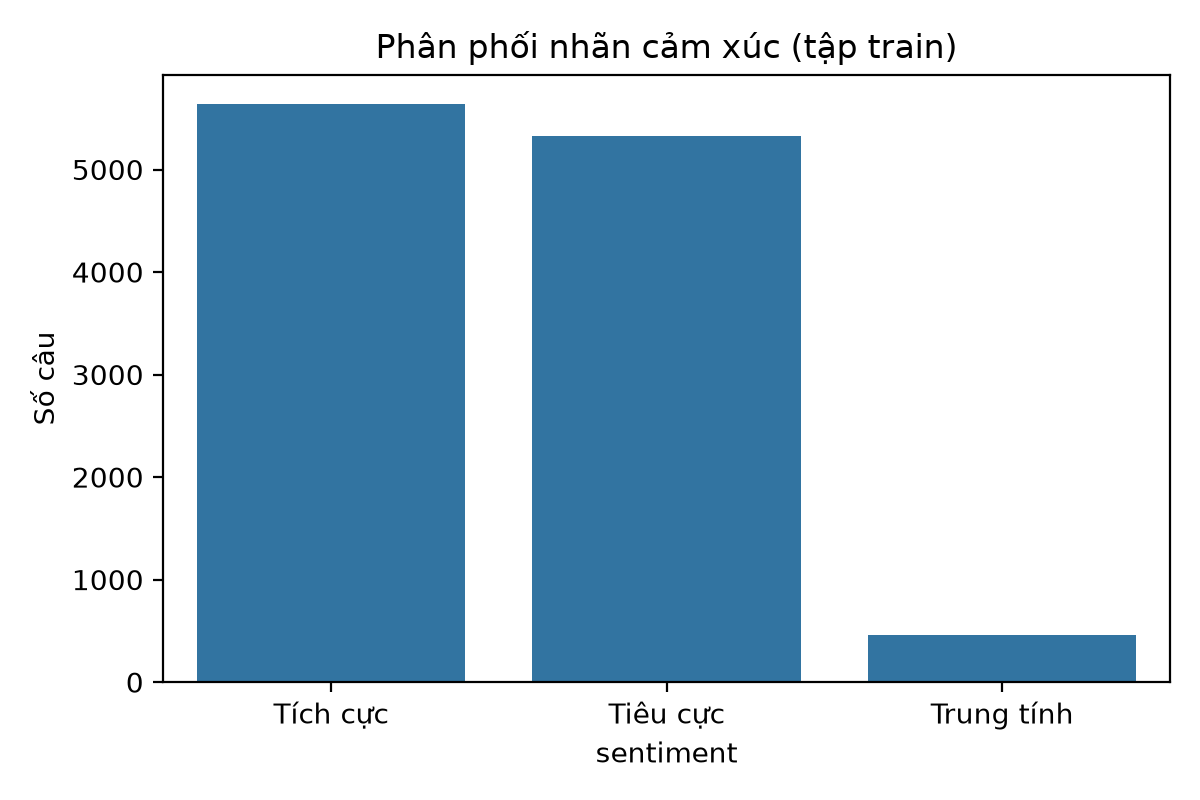 Phân phối nhãn cảm xúc (tập train)
Số câu
5000
4000
3000
2000
1000
0
Tích cực
Tiêu cực
Trung tính
sentiment